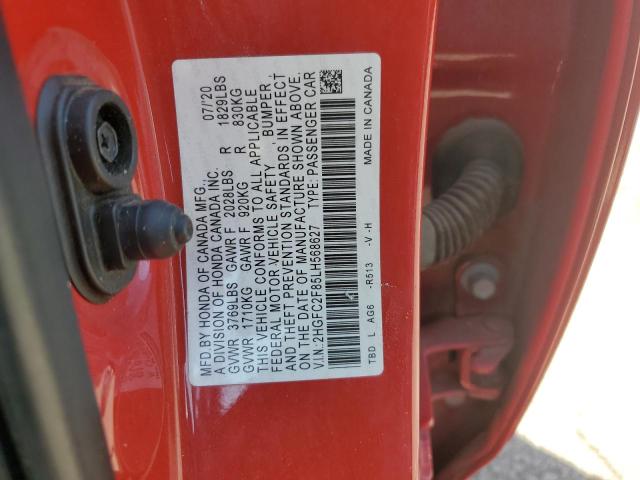 MFD. BY HONDA OF CANADA MFG., 07/'20
A DIVISION OF HONDA CANADA INC.
GVWR 3769LBS GAWR F 2028LBS R 1829LBS
GVWR 1710KG GAWR F 920KG R 830KG
THIS VEHICLE CONFORMS TO ALL APPLICABLE
FEDERAL MOTOR VEHICLE SAFETY , BUMPER,
AND THEFT PREVENTION STANDARDS IN EFFECT
ON THE DATE OF MANUFACTURE SHOWN ABOVE.
V.I.N.:2HGFC2F85LH568627 TYPE: PASSENGER CAR
TBD L AG6 -R513 -V-H MADE IN CANADA